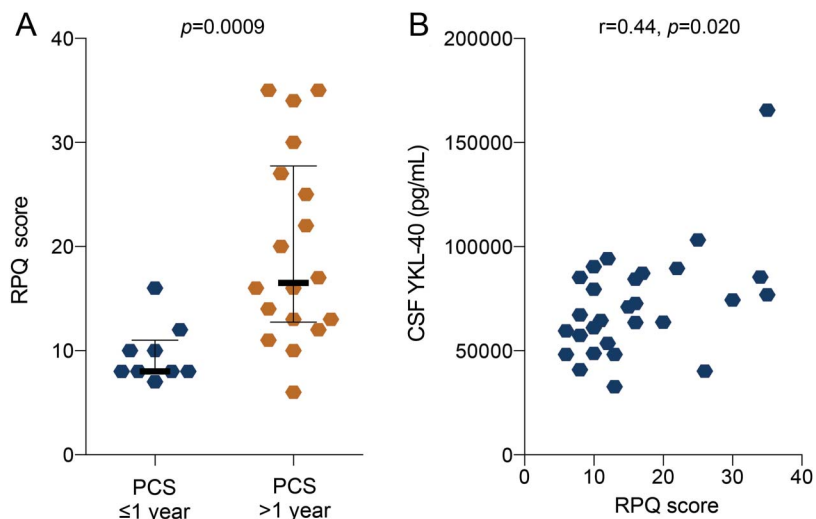 A
p=0.0009
RPQ score
40
30
20
10
0
PCS
≤1 year
PCS
>1 year
B
r=0.44, p=0.020
CSF YKL-40 (pg/mL)
200000
150000
100000
50000
0
0 10 20 30 40
RPQ score